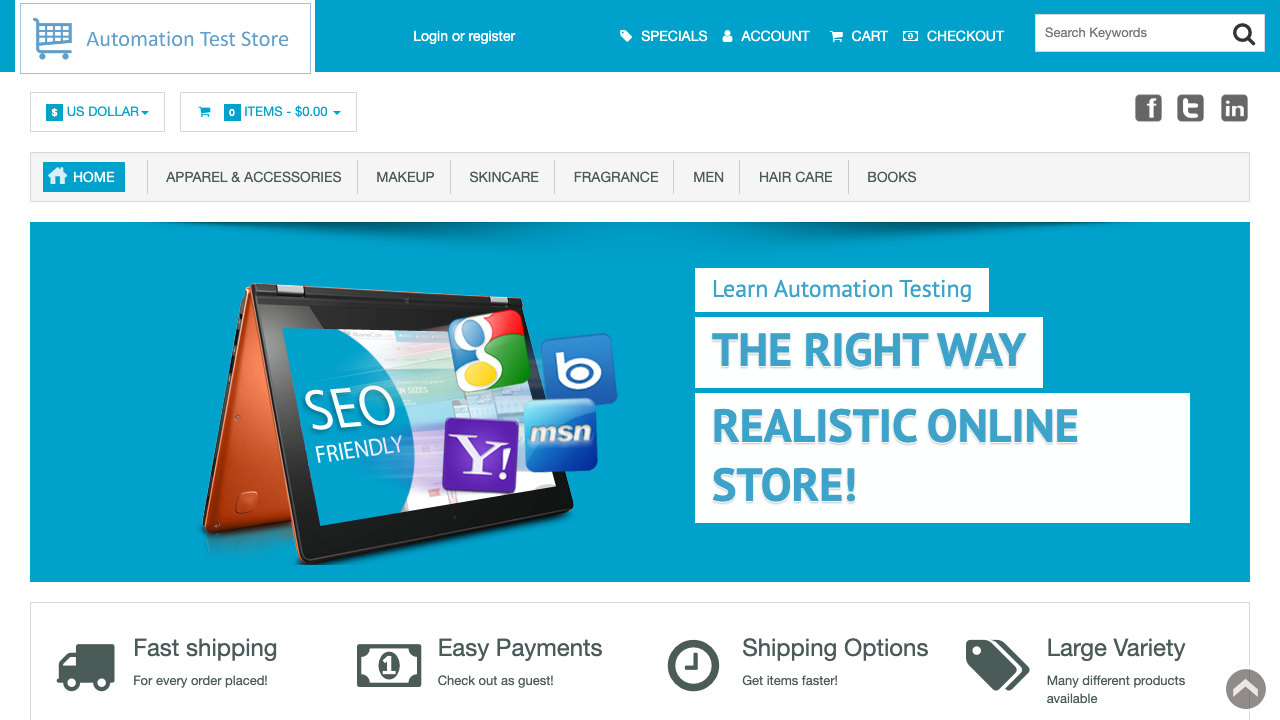 Automation Test Store
Login or register
SPECIALS
ACCOUNT
CART
CHECKOUT
Search Keywords
$ US DOLLAR
0 ITEMS - $0.00
f
t
in
HOME
APPAREL & ACCESSORIES
MAKEUP
SKINCARE
FRAGRANCE
MEN
HAIR CARE
BOOKS
Learn Automation Testing
THE RIGHT WAY
REALISTIC ONLINE
STORE!
SEO
FRIENDLY
g
b
msn
Y!
Fast shipping
For every order placed!
1
Easy Payments
Check out as guest!
Shipping Options
Get items faster!
Large Variety
Many different products
available